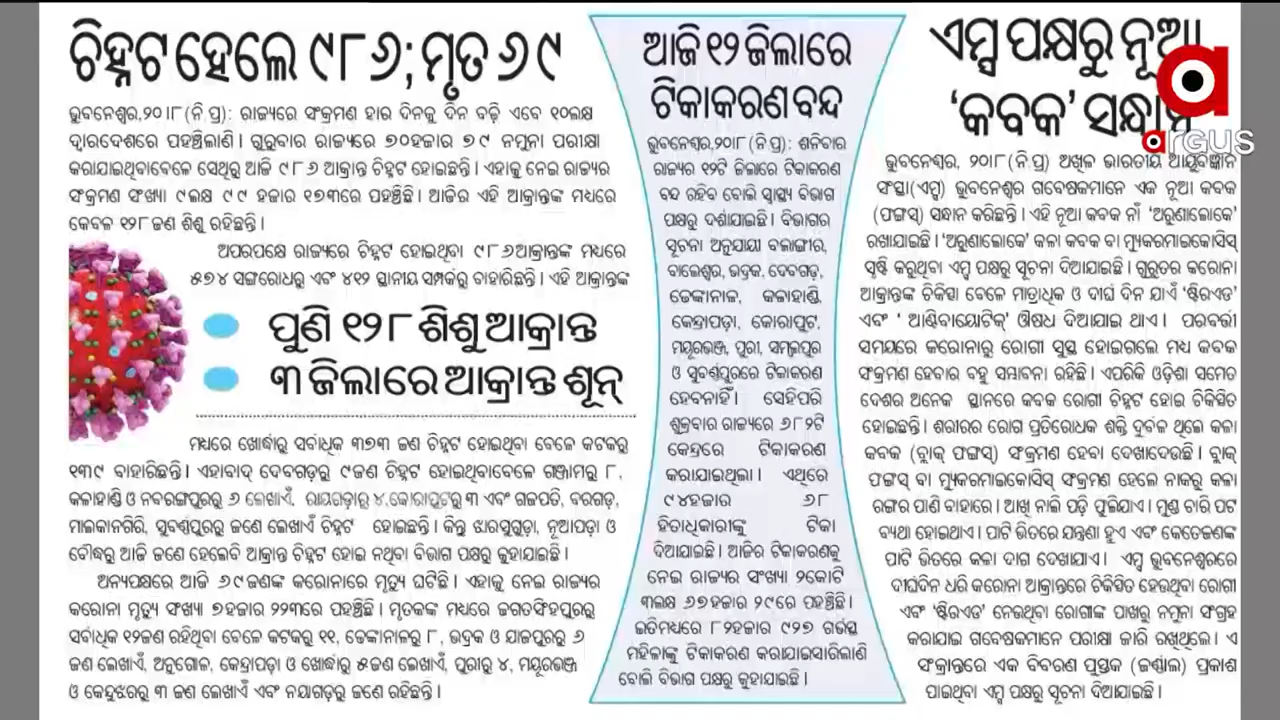 ଚିହ୍ନଟ ହେଲେ ୯୮୬; ମୃତ ୬୯
ଭୁବନେଶ୍ୱର,୨୦ା୮(ନି ପ୍ର): ରାଜ୍ୟରେ ସଂକ୍ରମଣ ହାର ଦିନକୁ ଦିନ ବଢ଼ି ଏବେ ୧୦ଲକ୍ଷ
ଦ୍ୱାରଦେଶରେ ପହଞ୍ଚିଲାଣି । ଗୁରୁବାର ରାଜ୍ୟରେ ୭୦ହଜାର ୭୯ ନମୁନା ପରୀକ୍ଷା
କରାଯାଇଥିବାବେଳେ ସେଥିରୁ ଆଜି ୯୮୬ ଆକ୍ରାନ୍ତ ଚିହ୍ନଟ ହୋଇଛନ୍ତି । ଏହାକୁ ନେଇ ରାଜ୍ୟର
ସଂକ୍ରମଣ ସଂଖ୍ୟା ୯ଲକ୍ଷ ୯୯ ହଜାର ୧୭୩ରେ ପହଞ୍ଚିଛି । ଆଜିର ଏହି ଆକ୍ରାନ୍ତଙ୍କ ମଧ୍ୟରେ
କେବଳ ୧୨୮ ଜଣ ଶିଶୁ ରହିଛନ୍ତି ।
ଅପରପକ୍ଷେ ରାଜ୍ୟରେ ଚିହ୍ନଟ ହୋଇଥିବା ୯୮୬ଆକ୍ରାନ୍ତଙ୍କ ମଧ୍ୟରେ
୫୭୪ ସଙ୍ଗରୋଧରୁ ଏବଂ ୪୧୨ ସ୍ଥାନୀୟ ସମ୍ପର୍କରୁ ବାହାରିଛନ୍ତି । ଏହି ଆକ୍ରାନ୍ତଙ୍କ
ପୁଣି ୧୨୮ ଶିଶୁ ଆକ୍ରାନ୍ତ
୩ ଜିଲାରେ ଆକ୍ରାନ୍ତ ଶୂନ୍
ମଧ୍ୟରେ ଖୋର୍ଦ୍ଧାରୁ ସର୍ବାଧିକ ୩୭୩ ଜଣ ଚିହ୍ନଟ ହୋଇଥିବା ବେଳେ କଟକରୁ
୧୩୯ ବାହାରିଛନ୍ତି । ଏହାବାଦ୍ ଦେବଗଡ଼ରୁ ୯ଜଣ ଚିହ୍ନଟ ହୋଇଥିବାବେଳେ ଗଞ୍ଜାମରୁ ୮,
କଳାହାଣ୍ଡି ଓ ନବରଙ୍ଗପୁରରୁ ୬ ଲେଖାଏଁ, ରାୟଗଡ଼ାରୁ ୪,କୋରାପୁଟରୁ ୩ ଏବଂ ଗଜପତି, ବରଗଡ଼,
ମାଲକାନଗିରି, ସୁବର୍ଣ୍ଣପୁରରୁ ଜଣେ ଲେଖାଏଁ ଚିହ୍ନଟ ହୋଇଛନ୍ତି । କିନ୍ତୁ ଝାରସୁଗୁଡ଼ା, ନୂଆପଡ଼ା ଓ
ବୌଦ୍ଧରୁ ଆଜି ଜଣେ ହେଲେବି ଆକ୍ରାନ୍ତ ଚିହ୍ନଟ ହୋଇ ନଥିବା ବିଭାଗ ପକ୍ଷରୁ କୁହାଯାଇଛି ।
ଅନ୍ୟପକ୍ଷରେ ଆଜି ୬୯ଜଣଙ୍କ କରୋନାରେ ମୃତ୍ୟୁ ଘଟିଛି । ଏହାକୁ ନେଇ ରାଜ୍ୟର
କରୋନା ମୃତ୍ୟୁ ସଂଖ୍ୟା ୭ହଜାର ୨୨୩ରେ ପହଞ୍ଚିଛି । ମୃତକଙ୍କ ମଧ୍ୟରେ ଜଗତସିଂହପୁରରୁ
ସର୍ବାଧିକ ୧୨ଜଣ ରହିଥିବା ବେଳେ କଟକରୁ ୧୧, ଢେଙ୍କାନାଳରୁ ୮, ଭଦ୍ରକ ଓ ଯାଜପୁରରୁ ୬
ଜଣ ଲେଖାଏଁ, ଅନୁଗୋଳ, କେନ୍ଦ୍ରାପଡ଼ା ଓ ଖୋର୍ଦ୍ଧାରୁ ୫ଜଣ ଲେଖାଏଁ, ପୁରୀରୁ ୪, ମୟୂରଭଞ୍ଜ
ଓ କେନ୍ଦୁଝରରୁ ୩ ଜଣ ଲେଖାଏଁ ଏବଂ ନୟାଗଡ଼ରୁ ଜଣେ ରହିଛନ୍ତି ।
ଆଜି ୧୨ ଜିଲାରେ
ଟିକାକରଣ ବନ୍ଦ
ଭୁବନେଶ୍ୱର,୨୦ା୮(ନି ପ୍ର): ଶନିବାର
ରାଜ୍ୟର ୧୨ଟି ଜିଲାରେ ଟିକାକରଣ
ବନ୍ଦ ରହିବ ବୋଲି ସ୍ୱାସ୍ଥ୍ୟ ବିଭାଗ
ପକ୍ଷରୁ ଦର୍ଶାଯାଇଛି । ବିଭାଗର
ସୂଚନା ଅନୁଯାୟୀ ବଲାଙ୍ଗୀର,
ବାଲେଶ୍ୱର, ଭଦ୍ରକ, ଦେବଗଡ଼,
ଢେଙ୍କାନାଳ, କଳାହାଣ୍ଡି
କେନ୍ଦ୍ରାପଡ଼ା, କୋରାପୁଟ,
ମୟୂରଭଞ୍ଜ, ପୁରୀ, ସମ୍ବଲପୁର
ଓ ସୁବର୍ଣ୍ଣପୁରରେ ଟିକାକରଣ
ହେବନାହିଁ । ସେହିପରି
ଶୁକ୍ରବାର ରାଜ୍ୟରେ ୬୮୨ଟି
କେନ୍ଦ୍ରରେ ଟିକାକରଣ
କରାଯାଇଥିଲା । ଏଥିରେ
୯୪ହଜାର ୬୮
ହିତାଧିକାରୀଙ୍କୁ ଟିକା
ଦିଆଯାଇଛି । ଆଜିର ଟିକାକରଣକୁ
ନେଇ ରାଜ୍ୟର ସଂଖ୍ୟା ୨କୋଟି
୩ଲକ୍ଷ ୬୭ହଜାର ୨୯ରେ ପହଞ୍ଚିଛି ।
ଇତିମଧ୍ୟରେ ୮୨ହଜାର ୯୨୭ ଗର୍ଭସ୍ଥ
ମହିଳାଙ୍କୁ ଟିକାକରଣ କରାଯାଇସାରିଲାଣି
ବୋଲି ବିଭାଗ ପକ୍ଷରୁ କୁହାଯାଇଛି ।
ଏମ୍ସ ପକ୍ଷରୁ ନୂଆ
‘କବକ’ ସନ୍ଧାନ
ଭୁବନେଶ୍ୱର, ୨୦ା୮(ନି ପ୍ର) ଅଖିଳ ଭାରତୀୟ ଆୟୁର୍ବିଜ୍ଞାନ
ସଂସ୍ଥା(ଏମ୍ସ) ଭୁବନେଶ୍ୱର ଗବେଷକମାନେ ଏକ ନୂଆ କବକ
(ଫଙ୍ଗସ୍) ସନ୍ଧାନ କରିଛନ୍ତି । ଏହି ନୂଆ କବକ ନାଁ ‘ଅରୁଣାଲୋକେ’
ରଖାଯାଇଛି । ‘ଅରୁଣାଲୋକେ’ କଳା କବକ ବା ମ୍ୟୁକରମାଇକୋସିସ୍
ସୃଷ୍ଟି କରୁଥିବା ଏମ୍ସ ପକ୍ଷରୁ ସୂଚନା ଦିଆଯାଇଛି । ଗୁରୁତର କରୋନା
ଆକ୍ରାନ୍ତଙ୍କ ଚିକିତ୍ସା ବେଳେ ମାତ୍ରାଧିକ ଓ ଦୀର୍ଘ ଦିନ ଯାଏଁ ‘ଷ୍ଟିରଏଡ’
ଏବଂ ‘ ଆଣ୍ଟିବାୟୋଟିକ୍’ ଔଷଧ ଦିଆଯାଇ ଥାଏ । ପରବର୍ତ୍ତୀ
ସମୟରେ କରୋନାରୁ ରୋଗୀ ସୁସ୍ଥ ହୋଇଗଲେ ମଧ୍ୟ କବକ
ସଂକ୍ରମଣ ହେବାର ବହୁ ସମ୍ଭାବନା ରହିଛି । ଏପରିକି ଓଡ଼ିଶା ସମେତ
ଦେଶର ଅନେକ ସ୍ଥାନରେ କବକ ରୋଗୀ ଚିହ୍ନଟ ହୋଇ ଚିକିତ୍ସିତ
ହୋଇଛନ୍ତି । ଶରୀରର ରୋଗ ପ୍ରତିରୋଧକ ଶକ୍ତି ଦୁର୍ବଳ ଥିଲେ କଳା
କବକ (ବ୍ଲାକ୍ ଫଙ୍ଗସ୍) ସଂକ୍ରମଣ ହେବା ଦେଖାଦେଉଛି । ବ୍ଲାକ୍
ଫଙ୍ଗସ୍ ବା ମ୍ୟୁକରମାଇକୋସିସ୍ ସଂକ୍ରମଣ ହେଲେ ନାକରୁ କଳା
ରଙ୍ଗର ପାଣି ବାହାରେ । ଆଖି ନାଲି ପଡ଼ି ଫୁଲିଯାଏ । ମୁଣ୍ଡ ଚାରି ପଟ
ବ୍ୟଥା ହୋଇଥାଏ । ପାଟି ଭିତରେ ଯନ୍ତ୍ରଣା ହୁଏ ଏବଂ କେତେଜଣଙ୍କ
ପାଟି ଭିତରେ କଳା ଦାଗ ଦେଖାଯାଏ । ଏମ୍ସ ଭୁବନେଶ୍ୱରରେ
ଦୀର୍ଘଦିନ ଧରି କରୋନା ଆକ୍ରାନ୍ତରେ ଚିକିତ୍ସିତ ହେଉଥିବା ରୋଗୀ
ଏବଂ ‘ଷ୍ଟିରଏଡ’ ନେଉଥିବା ରୋଗୀଙ୍କ ପାଖରୁ ନମୁନା ସଂଗ୍ରହ
କରାଯାଇ ଗବେଷକମାନେ ପରୀକ୍ଷା ଜାରି ରଖିଥିଲେ । ଏ
ସଂକ୍ରାନ୍ତରେ ଏକ ବିବରଣୀ ପୁସ୍ତକ (ଜର୍ଣ୍ଣାଲ) ପ୍ରକାଶ
ପାଇଥିବା ଏମ୍ସ ପକ୍ଷରୁ ସୂଚନା ଦିଆଯାଇଛି ।
argus